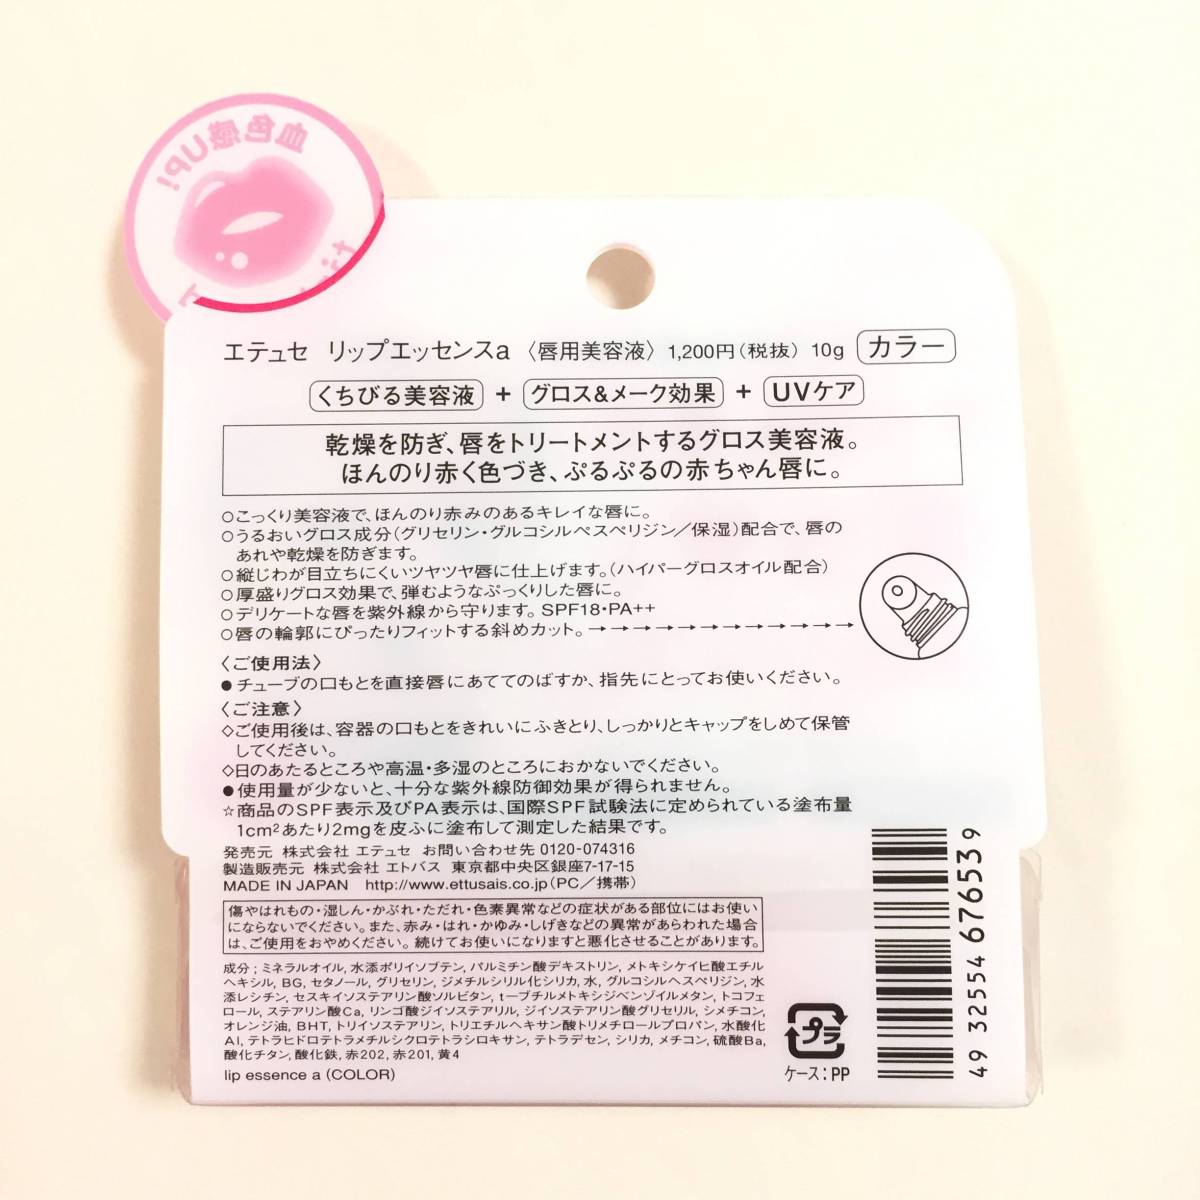 血色感UP!
エテュセ リップエッセンスa 〈唇用美容液〉 1,200円(税抜) 10g カラー
くちびる美容液 + グロス&メーク効果 + UVケア
乾燥を防ぎ、唇をトリートメントするグロス美容液。
ほんのり赤く色づき、ぷるぷるの赤ちゃん唇に。
○こっくり美容液で、ほんのり赤みのあるキレイな唇に。
○うるおいグロス成分(グリセリン・グルコシルヘスペリジン/保湿)配合で、唇の
あれや乾燥を防ぎます。
○縦じわが目立ちにくいツヤツヤ唇に仕上げます。(ハイパーグロスオイル配合)
○厚盛りグロス効果で、弾むようなぷっくりした唇に。
○デリケートな唇を紫外線から守ります。SPF18・PA++
○唇の輪郭にぴったりフィットする斜めカット。→→→→→→→→→→→→
〈ご使用法〉
●チューブの口もとを直接唇にあててのばすか、指先にとってお使いください。
〈ご注意〉
◇ご使用後は、容器の口もとをきれいにふきとり、しっかりとキャップをしめて保管
してください。
◇日のあたるところや高温・多湿のところにおかないでください。
●使用量が少ないと、十分な紫外線防御効果が得られません。
☆商品のSPF表示及びPA表示は、国際SPF試験法に定められている塗布量
1cm²あたり2mgを皮ふに塗布して測定した結果です。
発売元 株式会社 エテュセ お問い合わせ先 0120-074316
製造販売元 株式会社 エトバス 東京都中央区銀座7-17-15
MADE IN JAPAN http://www.ettusais.co.jp(PC/携帯)
傷やはれもの・湿しん・かぶれ・ただれ・色素異常などの症状がある部位にはお使い
にならないでください。また、赤み・はれ・かゆみ・しげきなどの異常があらわれた場合
は、ご使用をおやめください。続けてお使いになりますと悪化させることがあります。
成分;ミネラルオイル, 水添ポリイソブテン, パルミチン酸デキストリン, メトキシケイヒ酸エチル
ヘキシル, BG, セタノール, グリセリン, ジメチルシリル化シリカ, 水, グルコシルヘスペリジン, 水
添レシチン, セスキイソステアリン酸ソルビタン, t-ブチルメトキシジベンゾイルメタン, トコフェ
ロール, ステアリン酸Ca, リンゴ酸ジイソステアリル, ジイソステアリン酸グリセリル, シメチコン,
オレンジ油, BHT, トリイソステアリン, トリエチルヘキサン酸トリメチロールプロパン, 水酸化
Al, テトラヒドロテトラメチルシクロテトラシロキサン, テトラデセン, シリカ, メチコン, 硫酸Ba,
酸化チタン, 酸化鉄, 赤202, 赤201, 黄4
lip essence a (COLOR)
プラ
ケース:PP
49 32554 67653 9